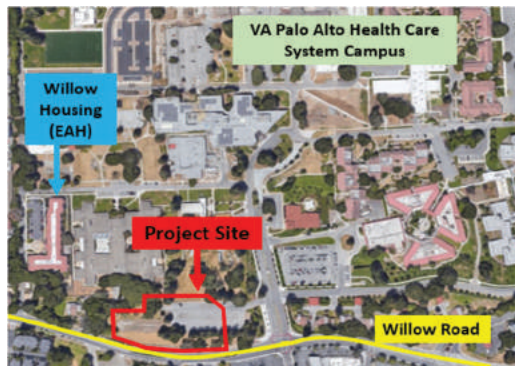 VA Palo Alto Health Care
System Campus
Willow
Housing
(EAH)
Project Site
Willow Road